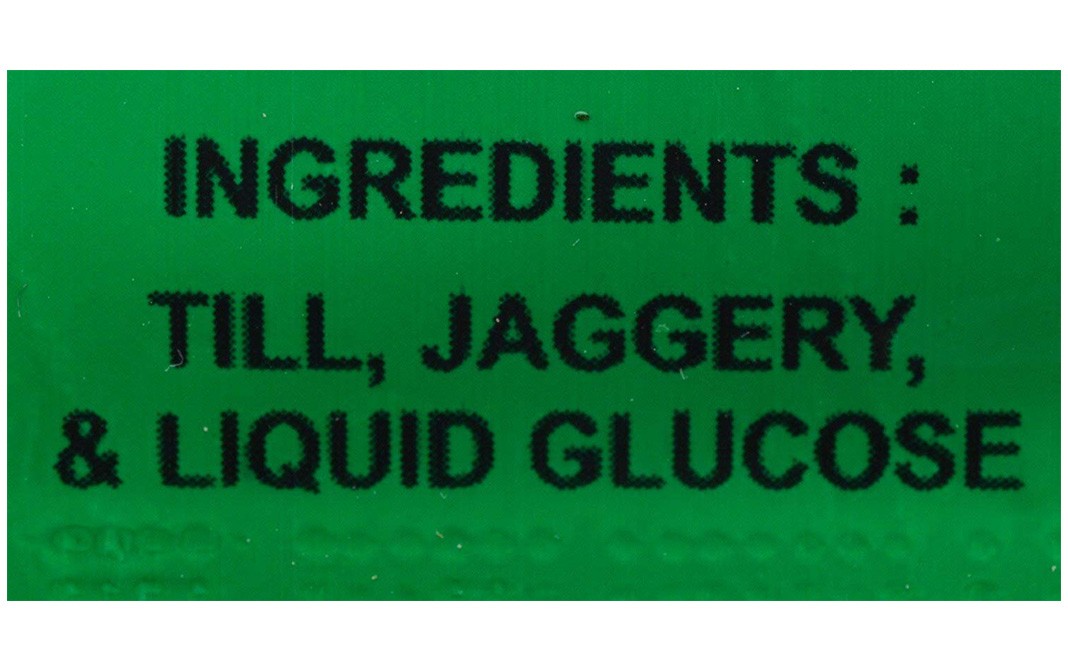 INGREDIENTS :
TILL, JAGGERY,
& LIQUID GLUCOSE